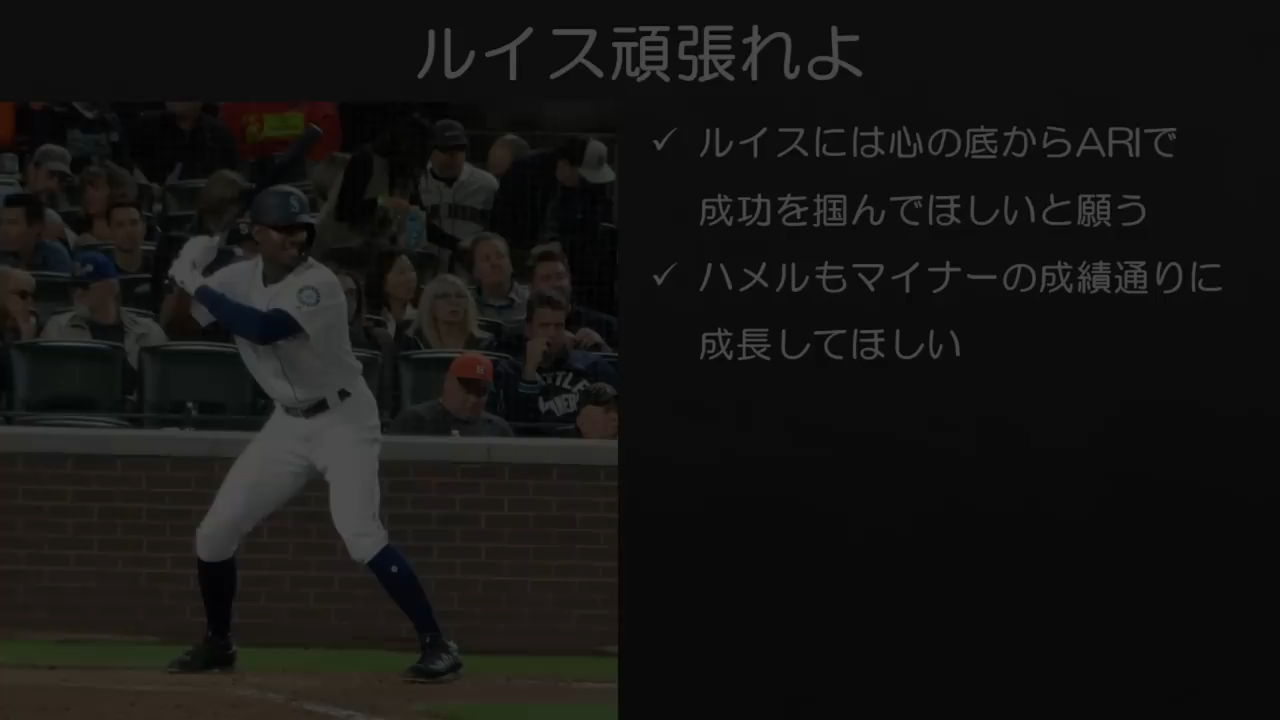 ルイス頑張れよ
✓ ルイスには心の底からARIで
成功を掴んでほしいと願う
✓ ハメルもマイナーの成績通りに
成長してほしい